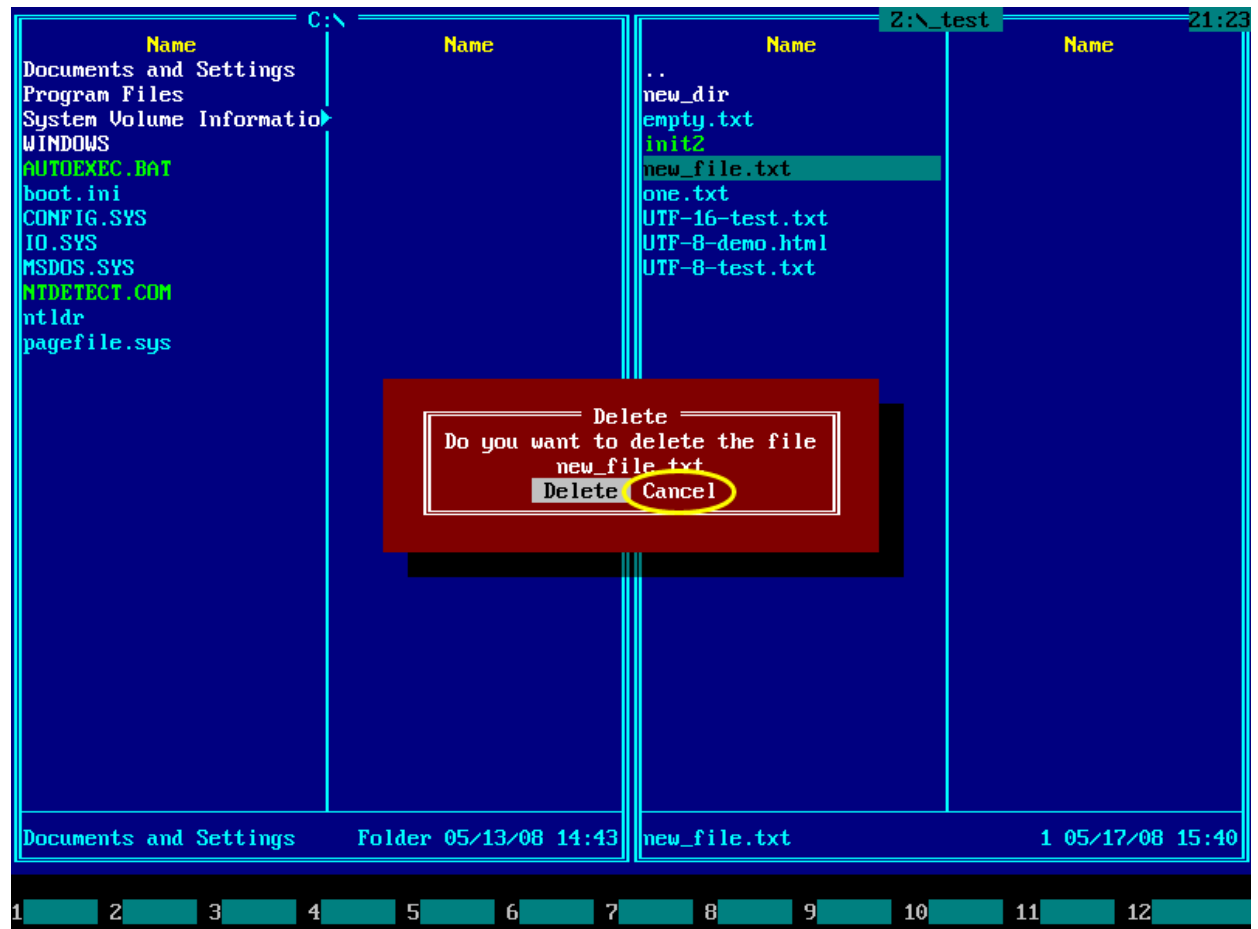 C:\
Name Name
Documents and Settings
Program Files
System Volume Informatio
WINDOWS
AUTOEXEC.BAT
boot.ini
CONFIG.SYS
IO.SYS
MSDOS.SYS
NTDETECT.COM
ntldr
pagefile.sys
Documents and Settings Folder 05/13/08 14:43
Z:\_test 21:23
Name Name
..
new_dir
empty.txt
init2
new_file.txt
one.txt
UTF-16-test.txt
UTF-8-demo.html
UTF-8-test.txt
new_file.txt 1 05/17/08 15:40
Delete
Do you want to delete the file
new_file.txt
Delete Cancel
1 2 3 4 5 6 7 8 9 10 11 12